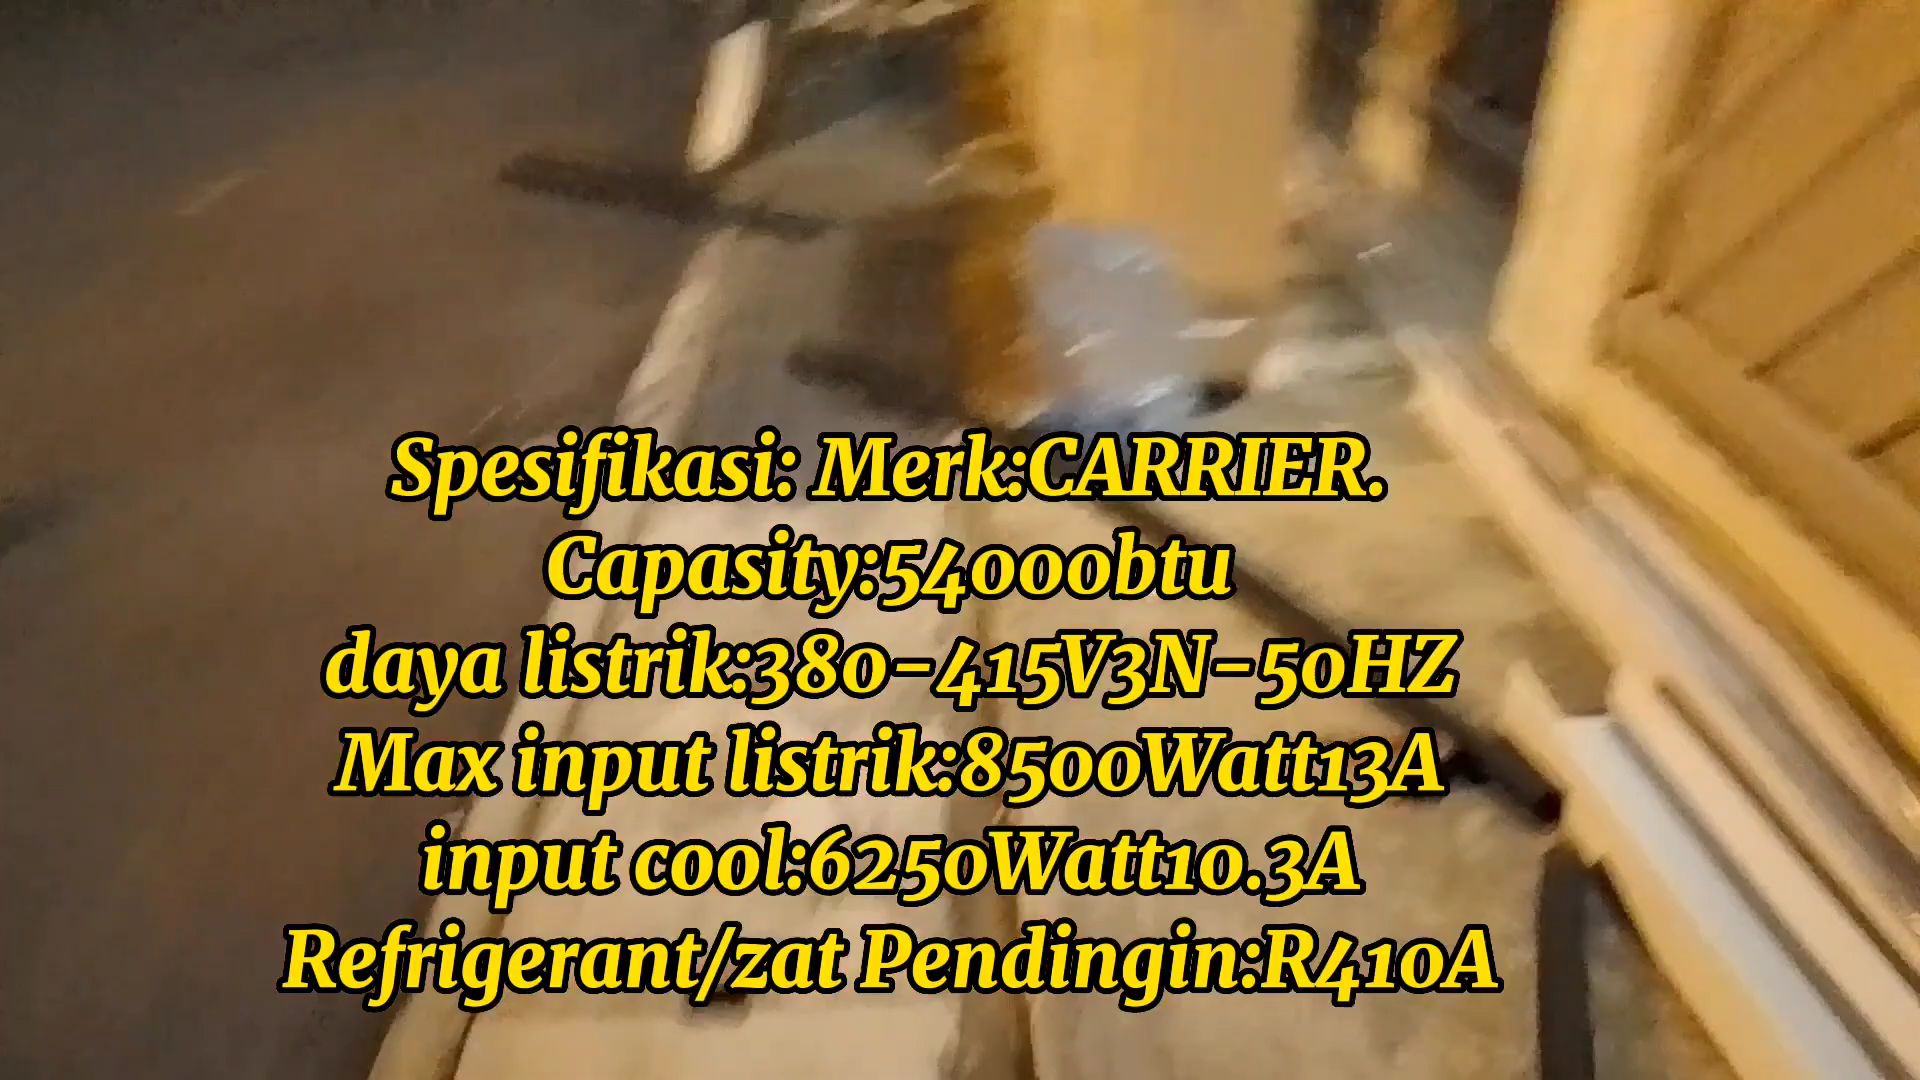 Spesifikasi: Merk:CARRIER.
Capasity:54000btu
daya listrik:380-415V3N-50HZ
Max input listrik:8500Watt13A
input cool:6250Watt10.3A
Refrigerant/zat Pendingin:R410A